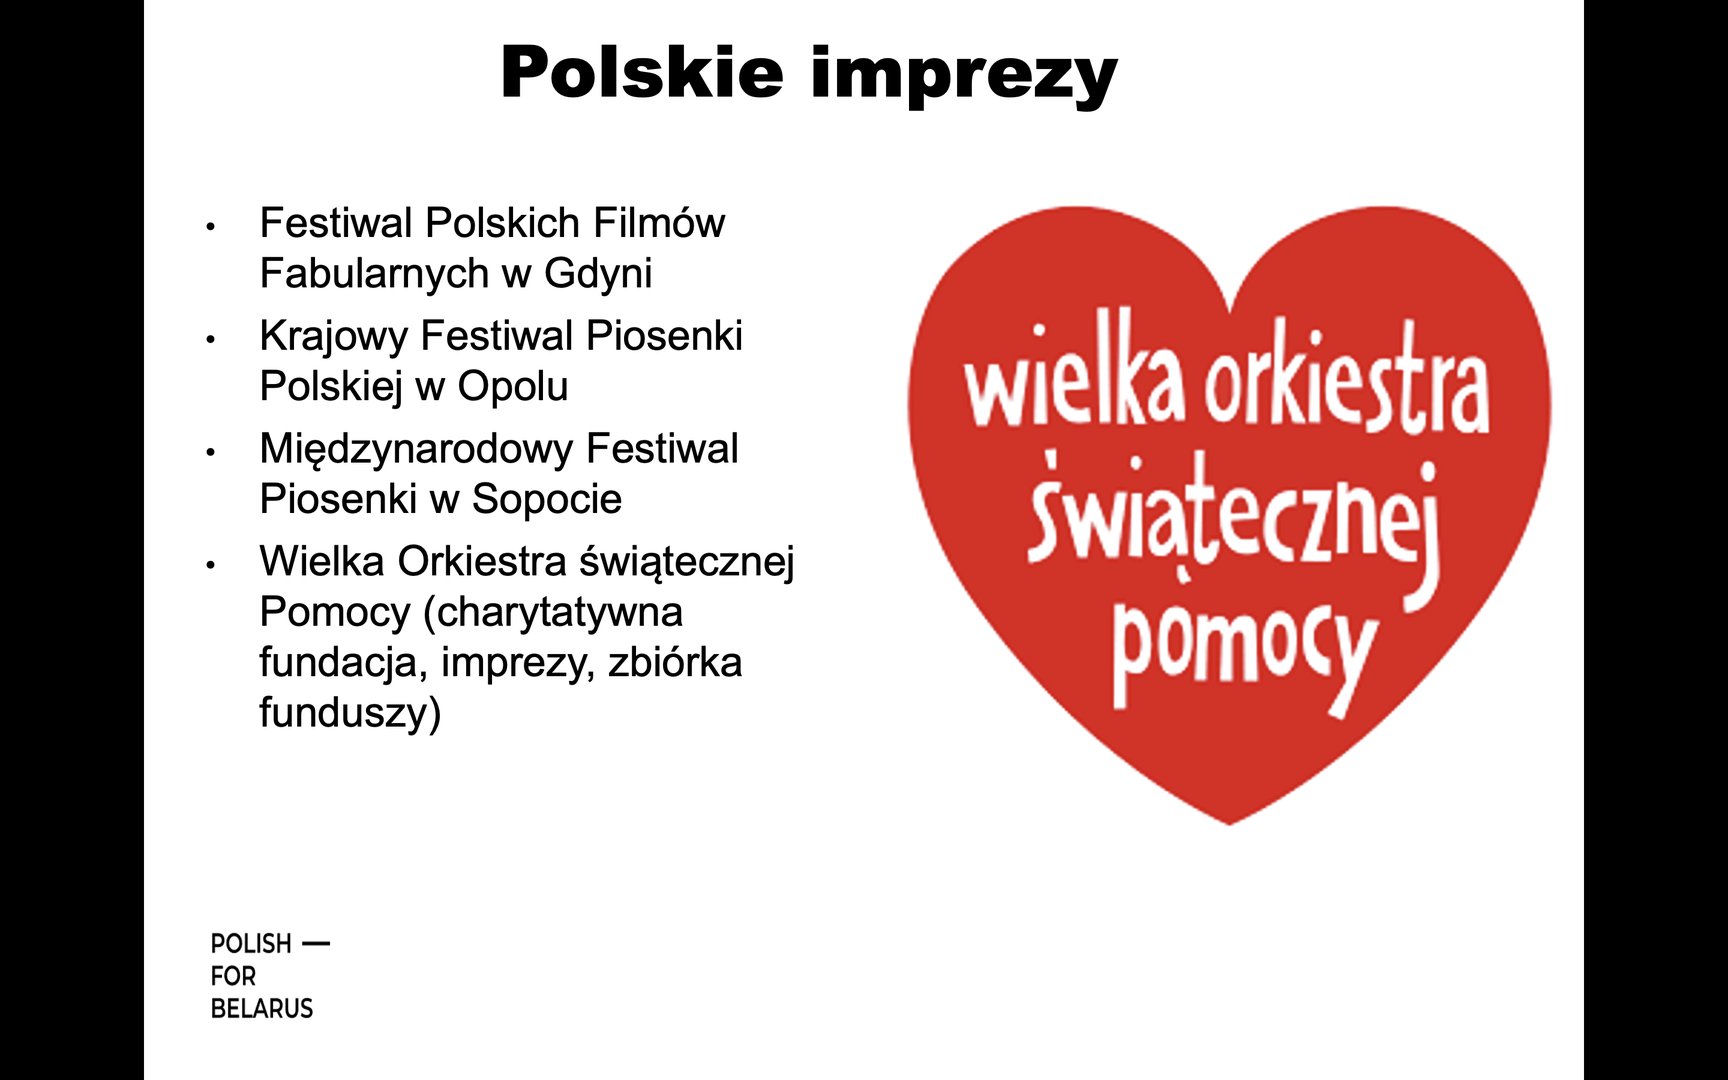 Polskie imprezy
• Festiwal Polskich Filmów
Fabularnych w Gdyni
• Krajowy Festiwal Piosenki
Polskiej w Opolu
• Międzynarodowy Festiwal
Piosenki w Sopocie
• Wielka Orkiestra świątecznej
Pomocy (charytatywna
fundacja, imprezy, zbiórka
funduszy)
wielka orkiestra
świątecznej
pomocy
POLISH —
FOR
BELARUS